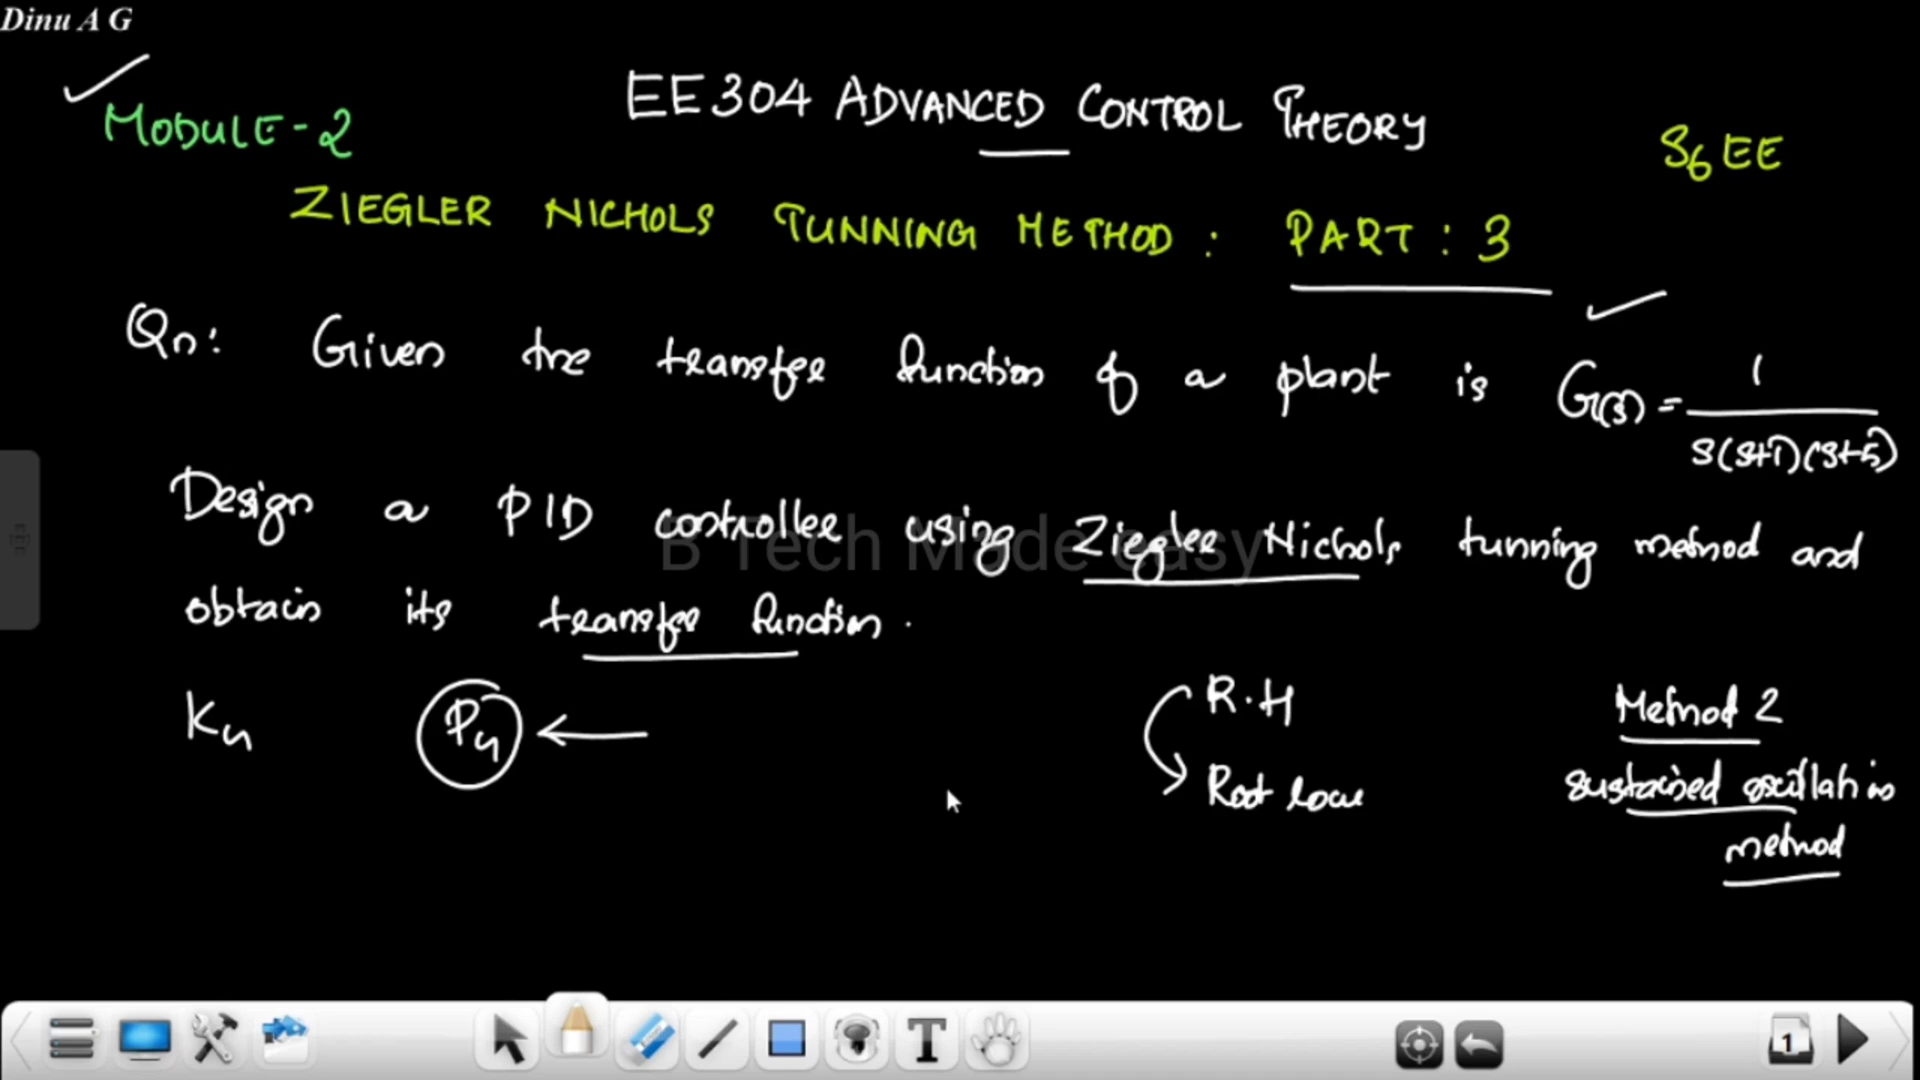 Dinu A G
MODULE-2
EE304 ADVANCED CONTROL THEORY
S6 EE
ZIEGLER NICHOLS TUNNING METHOD : PART : 3
Qn: Given the transfer function of a plant is G(s) = 1 / s(s+1)(s+5)
Design a PID controller using Ziegler Nichols tunning method and
B Tech Made easy
obtain its transfer function.
Ku Pu ← R.H Method 2
Root locu sustained oscillation
method
1